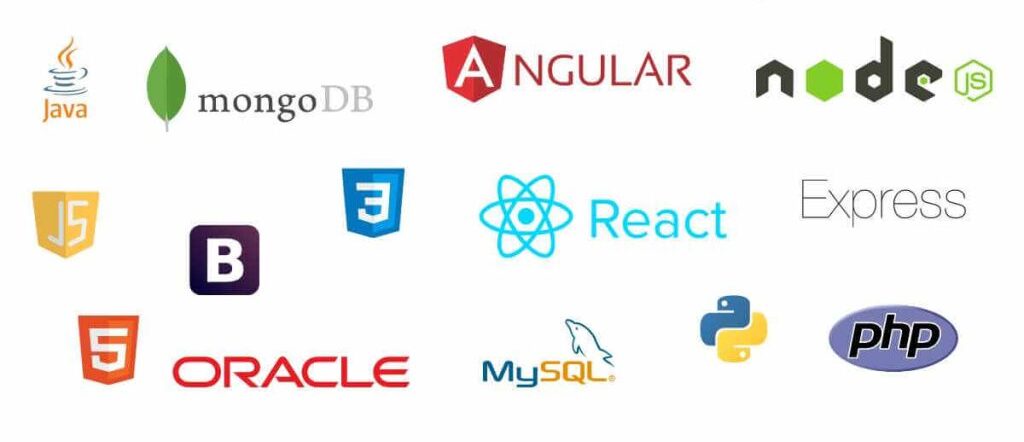 Java
mongoDB
ANGULAR
node
JS
JS
B
3
React
Express
5
ORACLE
MySQL®
php